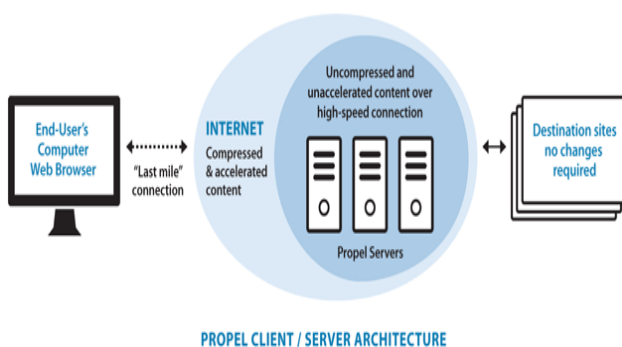 End-User's
Computer
Web Browser
"Last mile"
connection
INTERNET
Compressed
& accelerated
content
Uncompressed and
unaccelerated content over
high-speed connection
Propel Servers
Destination sites
no changes
required
PROPEL CLIENT / SERVER ARCHITECTURE